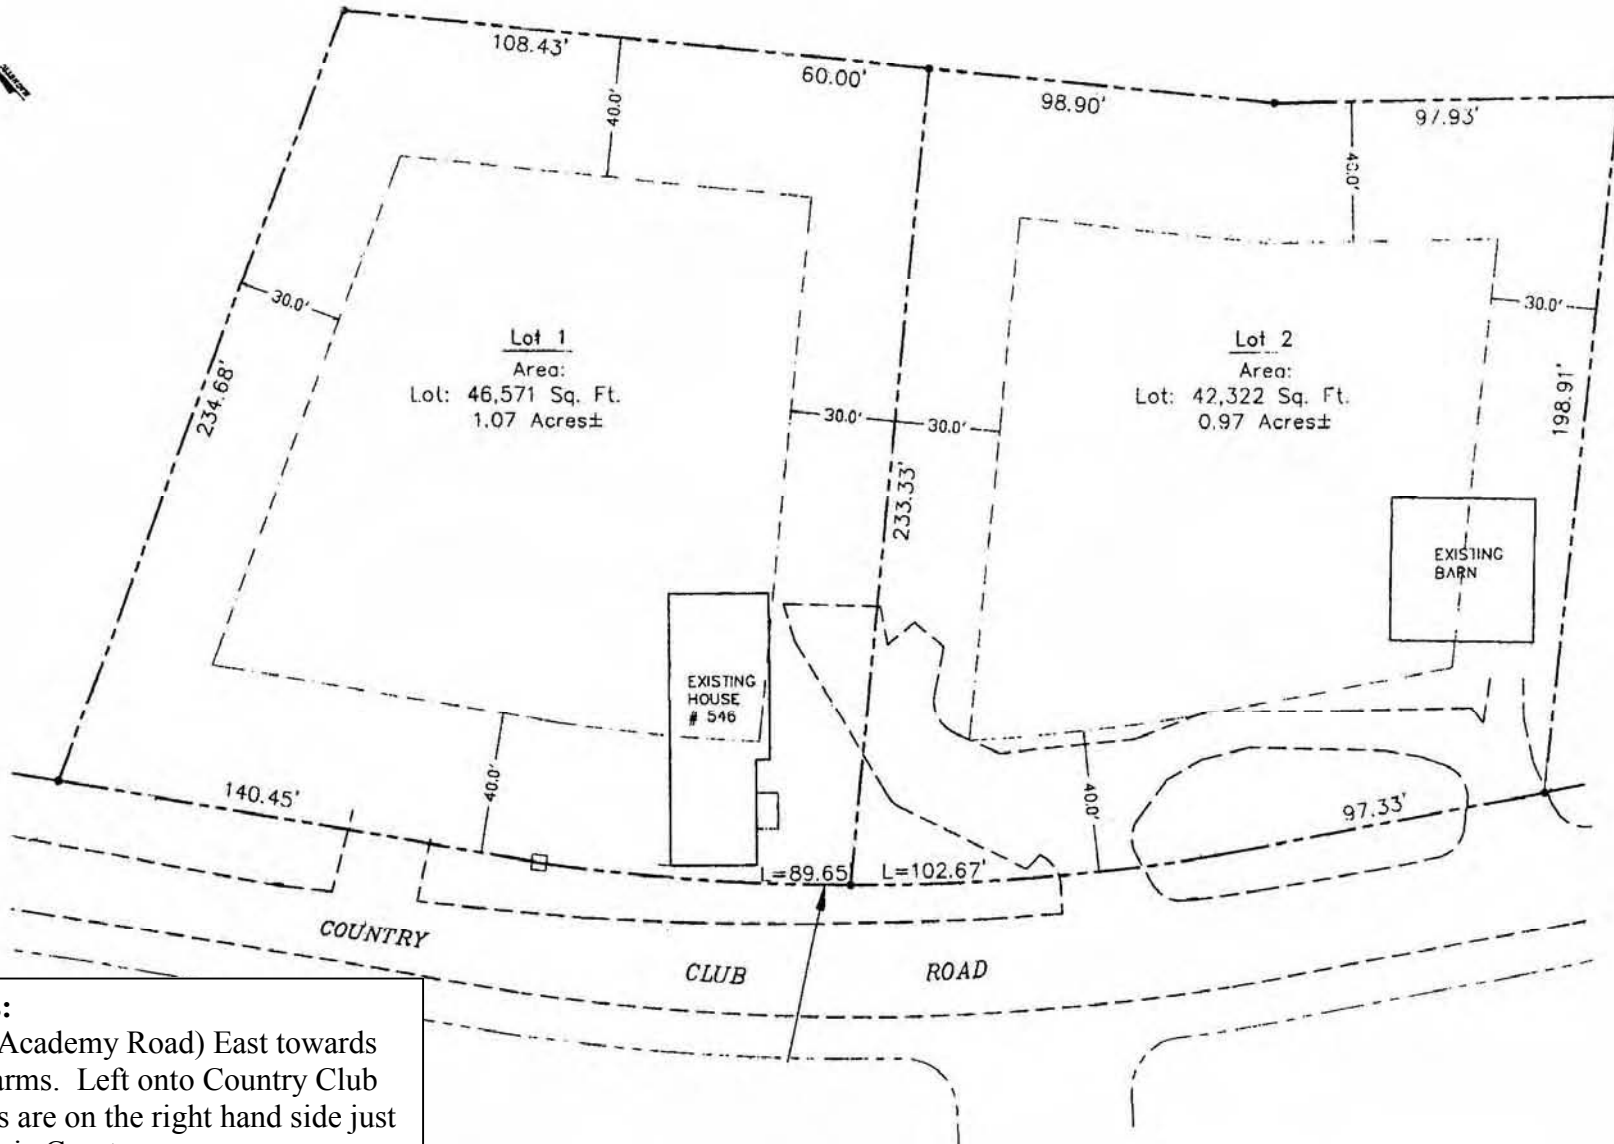 108.43'
60.00'
98.90'
97.93'
40.0'
40.0'
30.0'
30.0'
Lot 1
Area:
Lot: 46,571 Sq. Ft.
1.07 Acres±
Lot 2
Area:
Lot: 42,322 Sq. Ft.
0.97 Acres±
234.68'
30.0'
30.0'
198.91'
233.33'
EXISTING
BARN
EXISTING
HOUSE
# 546
140.45'
40.0'
40.0'
97.33'
L=89.65'
L=102.67'
COUNTRY
CLUB
ROAD
Academy Road) East towards
arms. Left onto Country Club
s are on the right hand side just